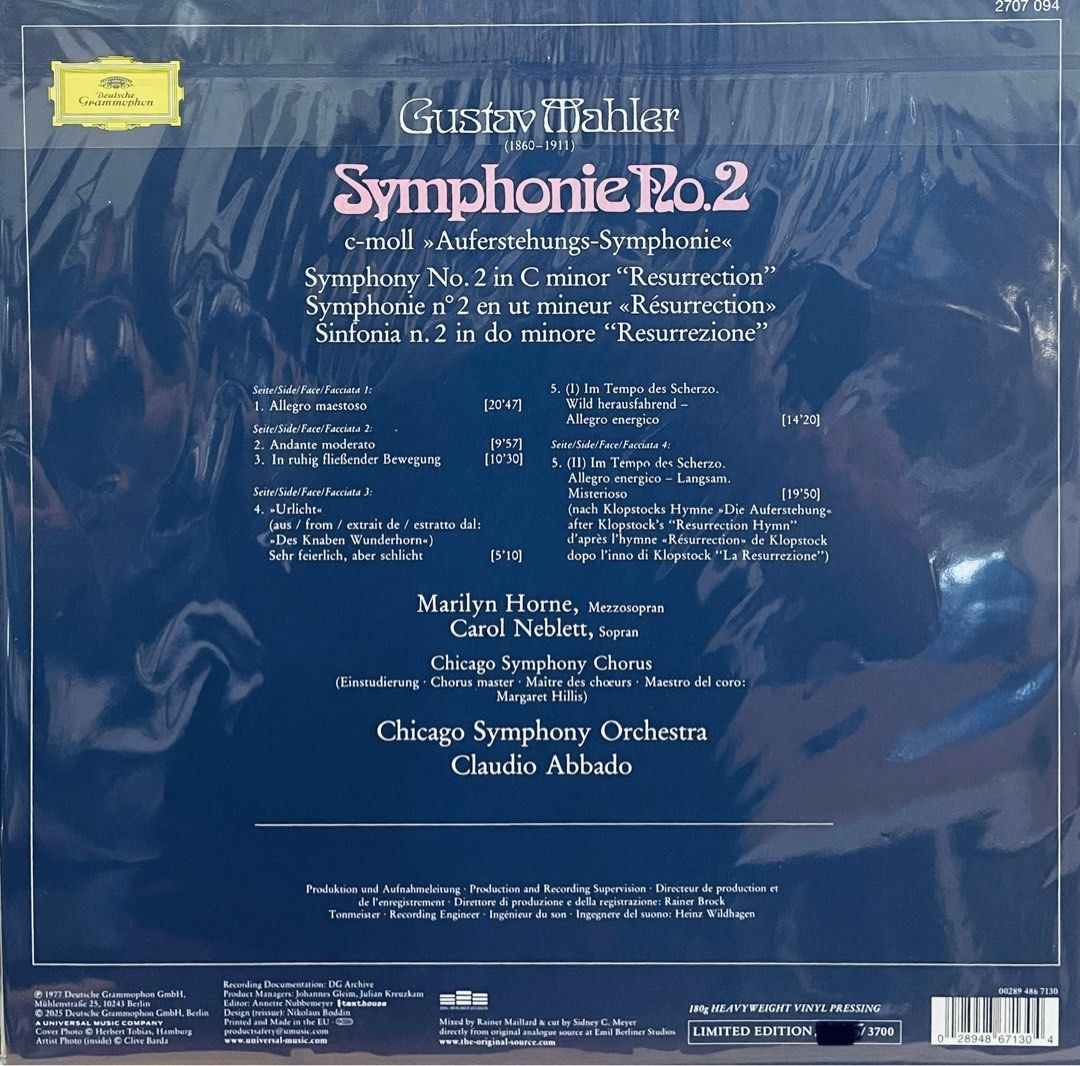 2707 094
Deutsche
Grammophon
Gustav Mahler
(1860–1911)
Symphonie No. 2
c-moll »Auferstehungs-Symphonie«
Symphony No. 2 in C minor “Resurrection”
Symphonie n° 2 en ut mineur «Résurrection»
Sinfonia n. 2 in do minore “Resurrezione”
Seite/Side/Face/Facciata 1:
1. Allegro maestoso [20'47]
Seite/Side/Face/Facciata 2:
2. Andante moderato [9'57]
3. In ruhig fließender Bewegung [10'30]
Seite/Side/Face/Facciata 3:
4. »Urlicht«
(aus / from / extrait de / estratto dal:
»Des Knaben Wunderhorn«)
Sehr feierlich, aber schlicht [5'10]
5. (I) Im Tempo des Scherzo.
Wild herausfahrend –
Allegro energico [14'20]
Seite/Side/Face/Facciata 4:
5. (II) Im Tempo des Scherzo.
Allegro energico – Langsam.
Misterioso [19'50]
(nach Klopstocks Hymne »Die Auferstehung«
after Klopstock's “Resurrection Hymn”
d'après l'hymne «Résurrection» de Klopstock
dopo l'inno di Klopstock “La Resurrezione”)
Marilyn Horne, Mezzosopran
Carol Neblett, Sopran
Chicago Symphony Chorus
(Einstudierung · Chorus master · Maître des chœurs · Maestro del coro:
Margaret Hillis)
Chicago Symphony Orchestra
Claudio Abbado
Produktion und Aufnahmeleitung · Production and Recording Supervision · Directeur de production et
de l'enregistrement · Direttore di produzione e della registrazione: Rainer Brock
Tonmeister · Recording Engineer · Ingénieur du son · Ingegnere del suono: Heinz Wildhagen
℗ 1977 Deutsche Grammophon GmbH,
Mühlenstraße 25, 10243 Berlin
© 2025 Deutsche Grammophon GmbH, Berlin
A UNIVERSAL MUSIC COMPANY
Cover Photo © Herbert Tobias, Hamburg
Artist Photo (inside) © Clive Barda
Recording Documentation: DG Archive
Product Managers: Johannes Gleim, Julian Kreuzkam
Editor: Annette Nubbemeyer texthouse
Design (reissue): Nikolaus Boddin
Printed and Made in the EU ·
productsafety@umusic.com
www.universal-music.com
Mixed by Rainer Maillard & cut by Sidney C. Meyer
directly from original analogue source at Emil Berliner Studios
www.the-original-source.com
180g HEAVYWEIGHT VINYL PRESSING
LIMITED EDITION /3700
00289 486 7130
0 28948 67130 4